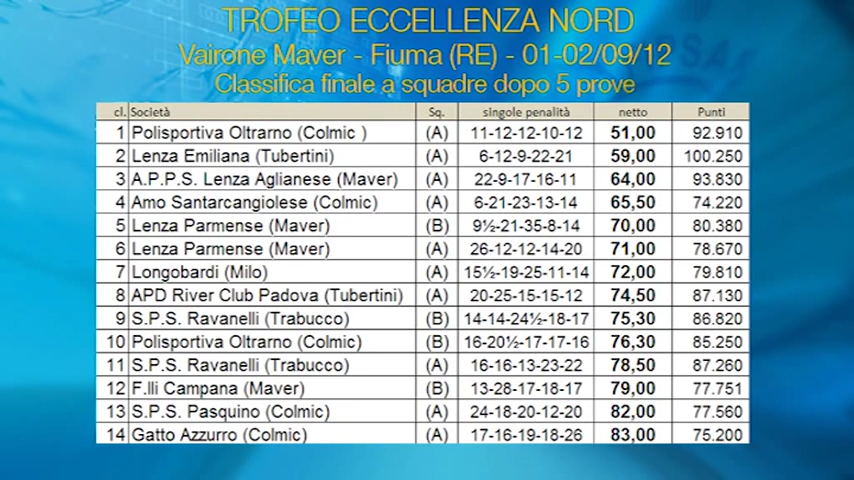 TROFEO ECCELLENZA NORD
Vairone Maver - Fiuma (RE) - 01-02/09/12
Classifica finale a squadre dopo 5 prove
cl. Società Sq. singole penalità netto Punti
1 Polisportiva Oltrarno (Colmic ) (A) 11-12-12-10-12 51,00 92.910
2 Lenza Emiliana (Tubertini) (A) 6-12-9-22-21 59,00 100.250
3 A.P.P.S. Lenza Aglianese (Maver) (A) 22-9-17-16-11 64,00 93.830
4 Amo Santarcangiolese (Colmic) (A) 6-21-23-13-14 65,50 74.220
5 Lenza Parmense (Maver) (B) 9½-21-35-8-14 70,00 80.380
6 Lenza Parmense (Maver) (A) 26-12-12-14-20 71,00 78.670
7 Longobardi (Milo) (A) 15½-19-25-11-14 72,00 79.810
8 APD River Club Padova (Tubertini) (A) 20-25-15-15-12 74,50 87.130
9 S.P.S. Ravanelli (Trabucco) (B) 14-14-24½-18-17 75,30 86.820
10 Polisportiva Oltrarno (Colmic) (B) 16-20½-17-17-16 76,30 85.250
11 S.P.S. Ravanelli (Trabucco) (A) 16-16-13-23-22 78,50 87.260
12 F.lli Campana (Maver) (B) 13-28-17-18-17 79,00 77.751
13 S.P.S. Pasquino (Colmic) (A) 24-18-20-12-20 82,00 77.560
14 Gatto Azzurro (Colmic) (A) 17-16-19-18-26 83,00 75.200